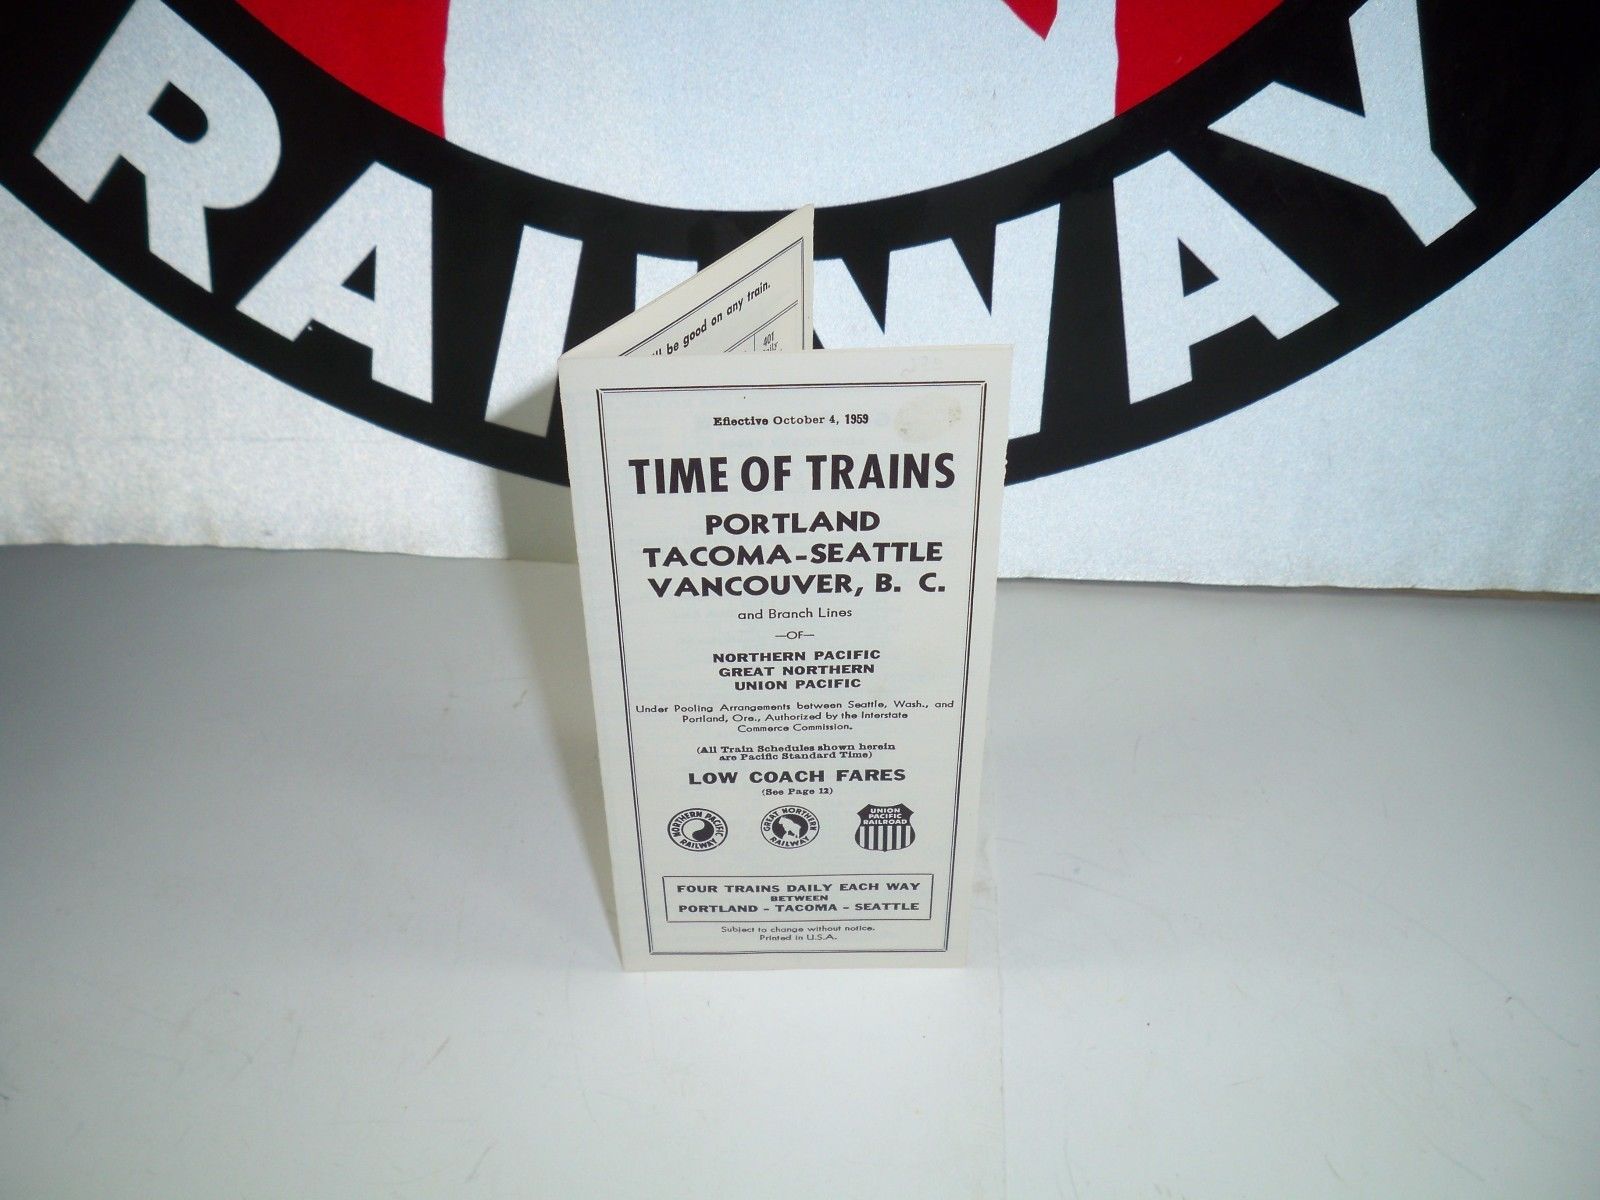 RAILWAY
ll be good on any train.
401
Effective October 4, 1959
TIME OF TRAINS
PORTLAND
TACOMA-SEATTLE
VANCOUVER, B. C.
and Branch Lines
—OF—
NORTHERN PACIFIC
GREAT NORTHERN
UNION PACIFIC
Under Pooling Arrangements between Seattle, Wash., and
Portland, Ore., Authorized by the Interstate
Commerce Commission.
(All Train Schedules shown herein
are Pacific Standard Time)
LOW COACH FARES
(See Page 12)
NORTHERN PACIFIC
RAILWAY
GREAT NORTHERN
RAILWAY
UNION
PACIFIC
RAILROAD
FOUR TRAINS DAILY EACH WAY
BETWEEN
PORTLAND - TACOMA - SEATTLE
Subject to change without notice.
Printed in U.S.A.